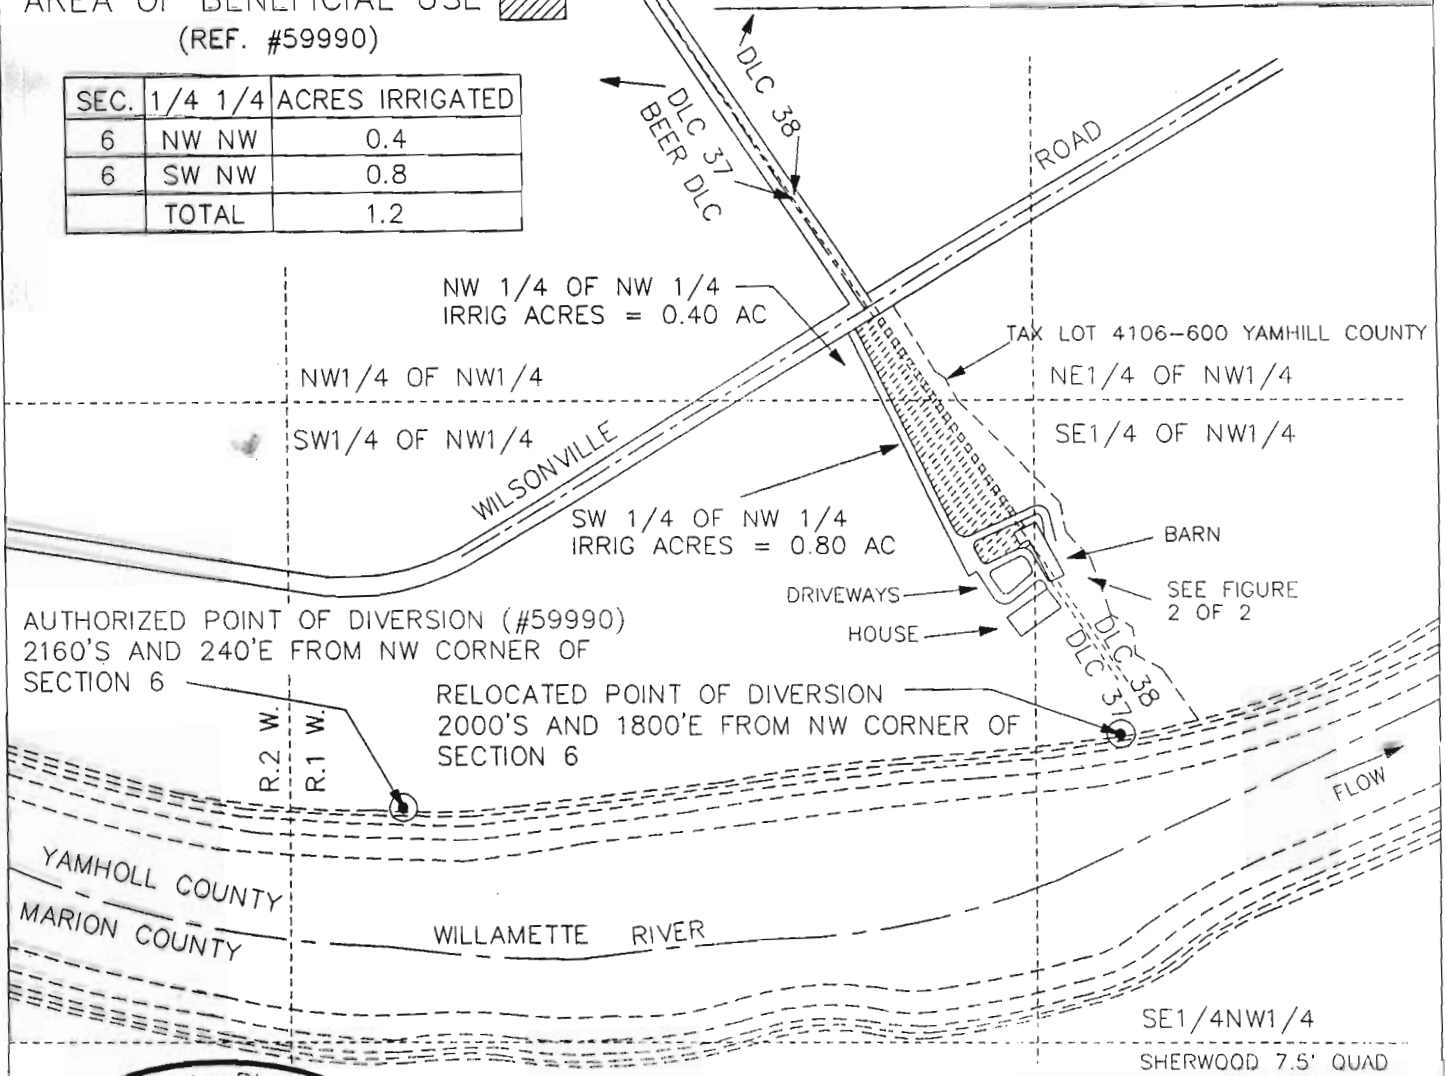 AREA OF BENEFICIAL USE
(REF. #59990)
SEC. 1/4 1/4 ACRES IRRIGATED
6 NW NW 0.4
6 SW NW 0.8
TOTAL 1.2
DLC 38
DLC 37
BEER DLC
ROAD
NW 1/4 OF NW 1/4
IRRIG ACRES = 0.40 AC
TAX LOT 4106-600 YAMHILL COUNTY
NW1/4 OF NW1/4
NE1/4 OF NW1/4
SW1/4 OF NW1/4
SE1/4 OF NW1/4
WILSONVILLE
SW 1/4 OF NW 1/4
IRRIG ACRES = 0.80 AC
BARN
DRIVEWAYS
SEE FIGURE
2 OF 2
HOUSE
AUTHORIZED POINT OF DIVERSION (#59990)
2160'S AND 240'E FROM NW CORNER OF
SECTION 6
DLC 37
DLC 38
RELOCATED POINT OF DIVERSION
2000'S AND 1800'E FROM NW CORNER OF
SECTION 6
R.2 W.
R.1 W.
FLOW
YAMHOLL COUNTY
MARION COUNTY
WILLAMETTE RIVER
SE1/4NW1/4
SHERWOOD 7.5' QUAD